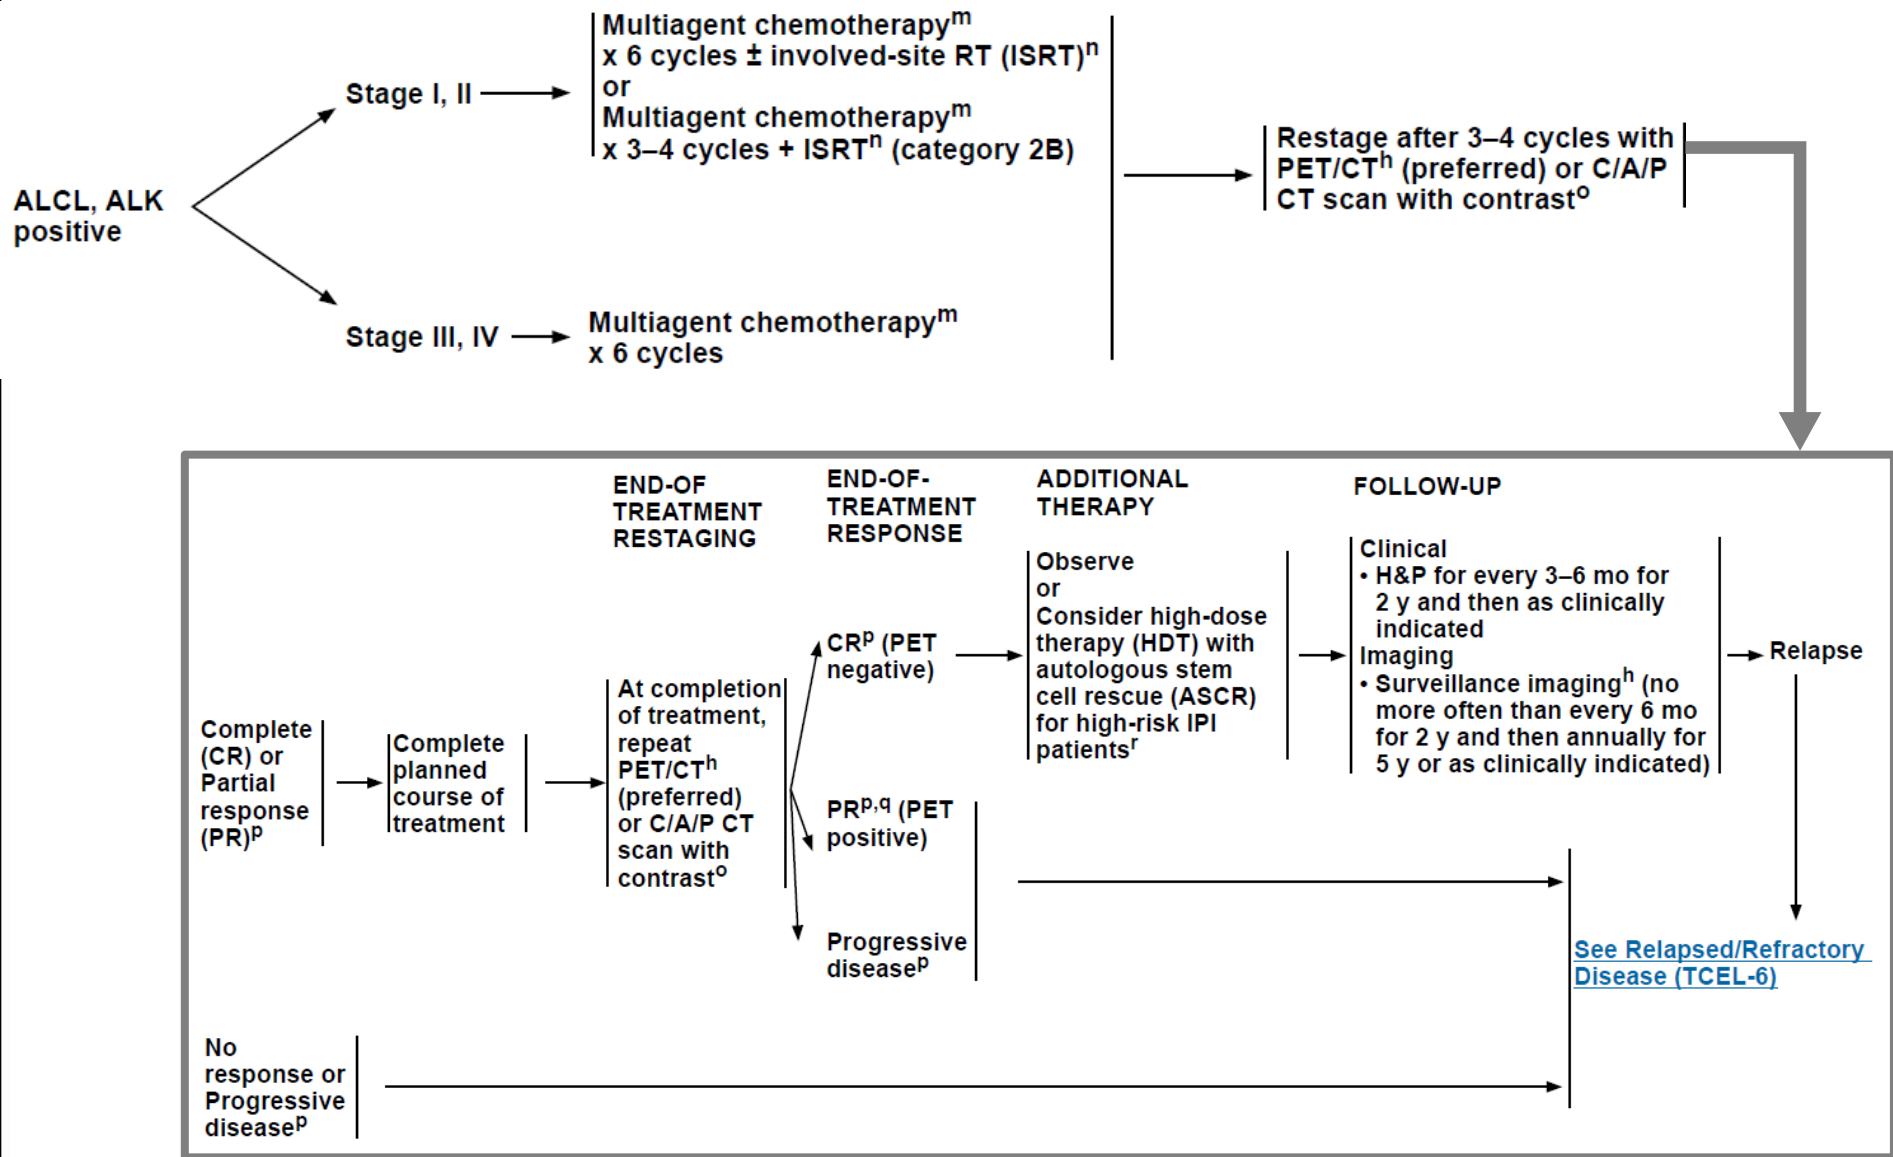 ALCL, ALK
positive
Stage I, II
Multiagent chemotherapyᵐ
x 6 cycles ± involved-site RT (ISRT)ⁿ
or
Multiagent chemotherapyᵐ
x 3–4 cycles + ISRTⁿ (category 2B)
Stage III, IV
Multiagent chemotherapyᵐ
x 6 cycles
Restage after 3–4 cycles with
PET/CTʰ (preferred) or C/A/P
CT scan with contrastᵒ
END-OF
TREATMENT
RESTAGING
END-OF-
TREATMENT
RESPONSE
ADDITIONAL
THERAPY
FOLLOW-UP
Complete
(CR) or
Partial
response
(PR)ᵖ
Complete
planned
course of
treatment
At completion
of treatment,
repeat
PET/CTʰ
(preferred)
or C/A/P CT
scan with
contrastᵒ
CRᵖ (PET
negative)
PRᵖ,q (PET
positive)
Progressive
diseaseᵖ
Observe
or
Consider high-dose
therapy (HDT) with
autologous stem
cell rescue (ASCR)
for high-risk IPI
patientsʳ
Clinical
• H&P for every 3–6 mo for
2 y and then as clinically
indicated
Imaging
• Surveillance imagingʰ (no
more often than every 6 mo
for 2 y and then annually for
5 y or as clinically indicated)
Relapse
See Relapsed/Refractory
Disease (TCEL-6)
No
response or
Progressive
diseaseᵖ